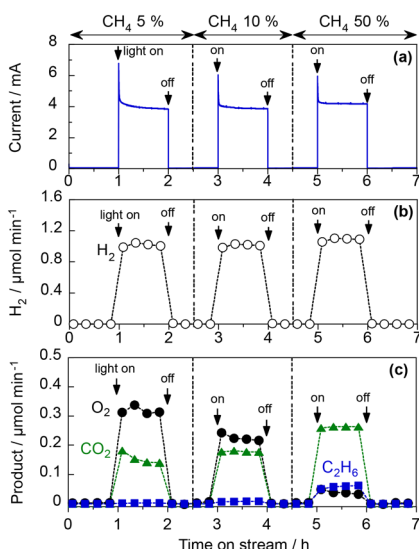 CH4 5 % CH4 10 % CH4 50 %
8 light on on off on off (a)
off
6
4
2
0
Current / mA
0 1 2 3 4 5 6 7
1.6 light on off on off on off (b)
1.2
0.8
0.4
0
H2
H2 / µmol min-1
0 1 2 3 4 5 6 7
0.5 light on off on off on off (c)
0.4
0.3
0.2
0.1
0.0
O2
CO2
C2H6
Product / µmol min-1
0 1 2 3 4 5 6 7
Time on stream / h